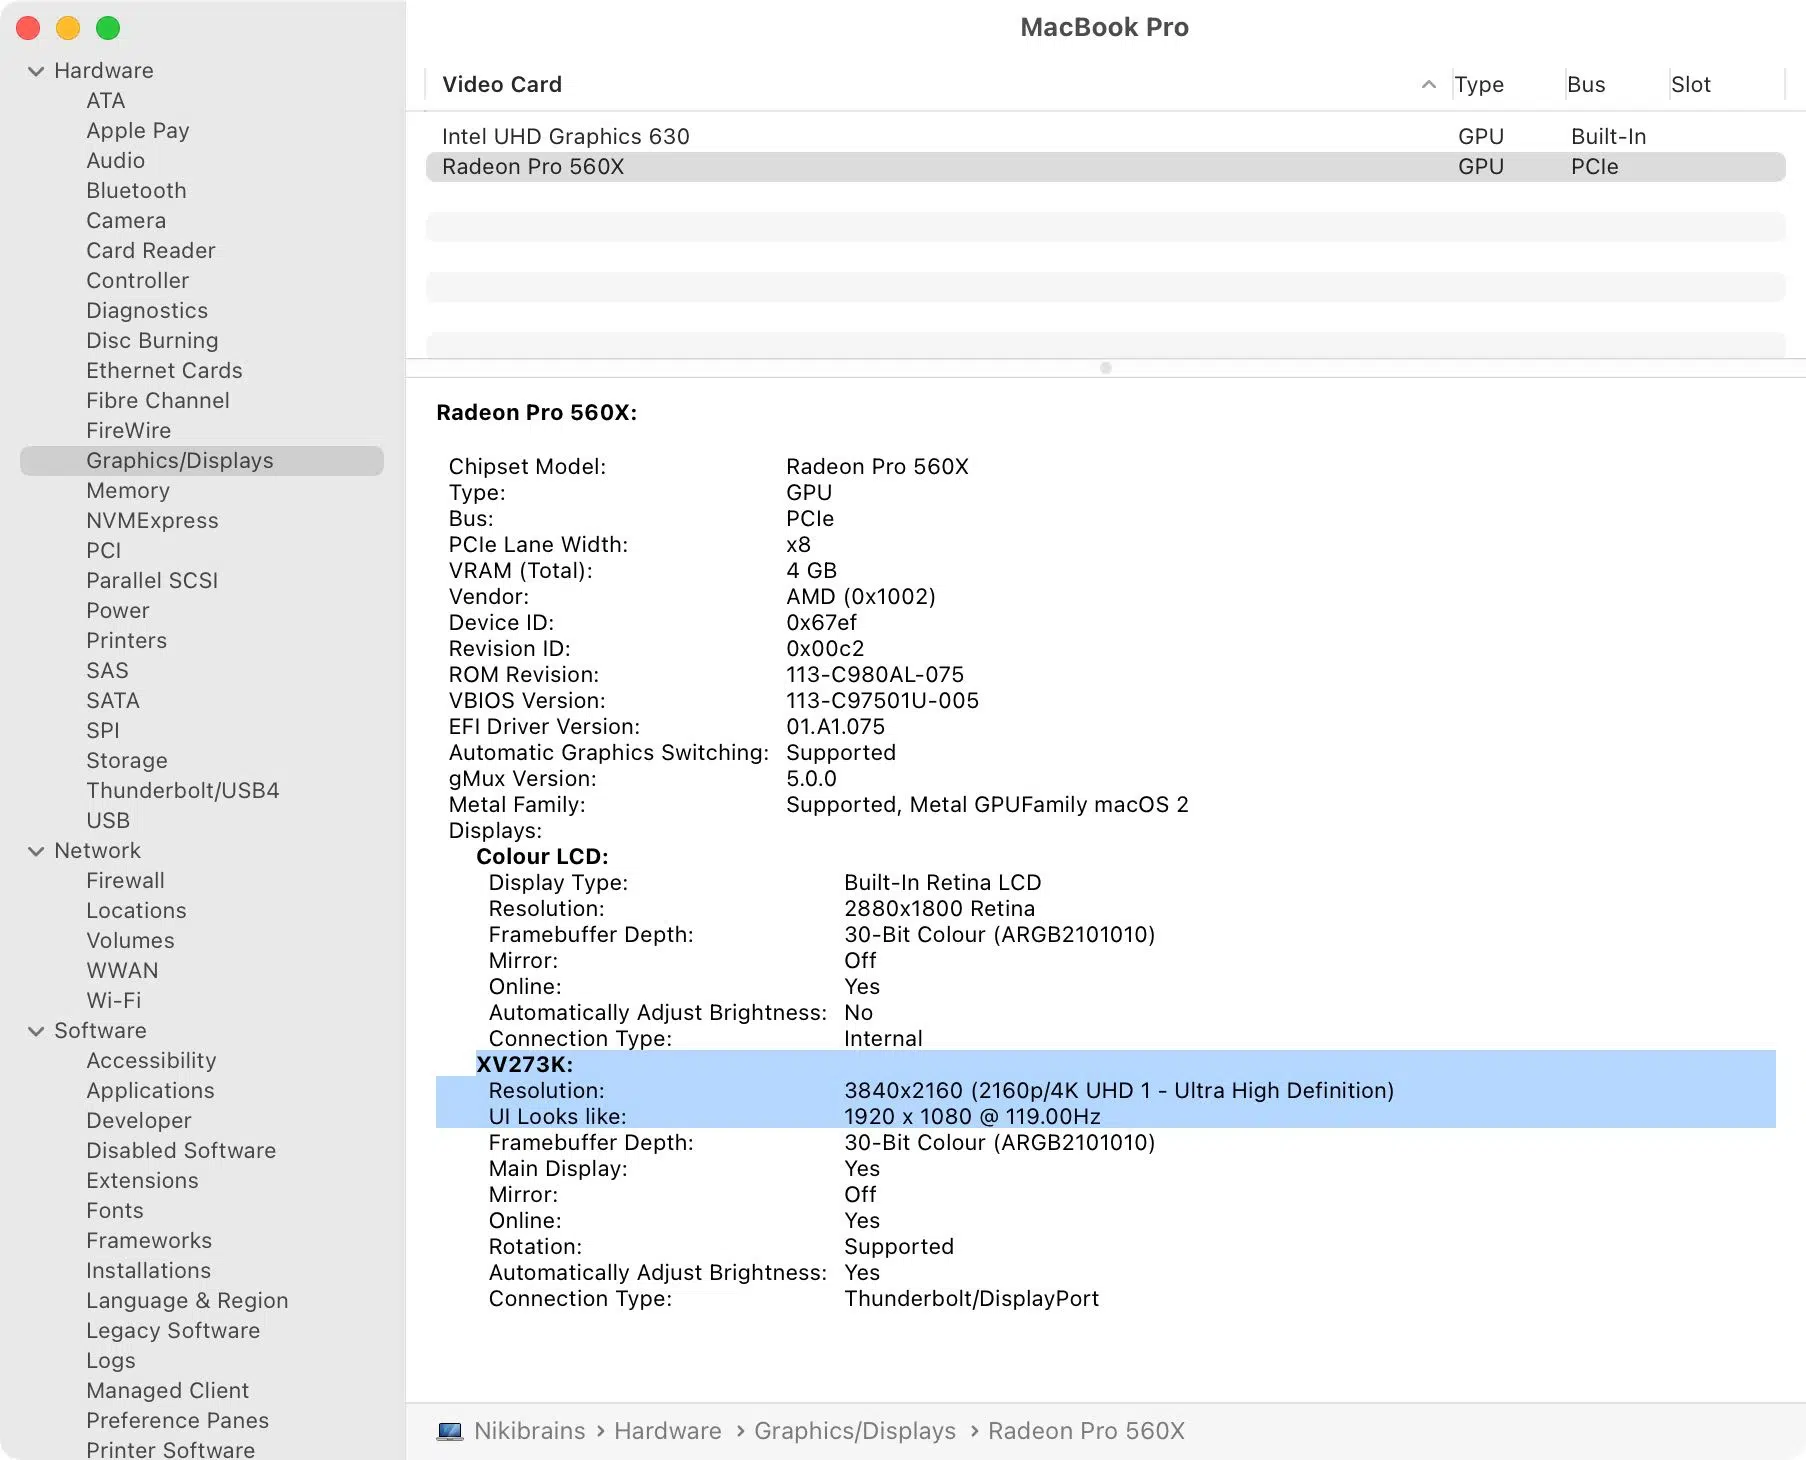 MacBook Pro
Hardware
ATA
Apple Pay
Audio
Bluetooth
Camera
Card Reader
Controller
Diagnostics
Disc Burning
Ethernet Cards
Fibre Channel
FireWire
Graphics/Displays
Memory
NVMExpress
PCI
Parallel SCSI
Power
Printers
SAS
SATA
SPI
Storage
Thunderbolt/USB4
USB
Network
Firewall
Locations
Volumes
WWAN
Wi-Fi
Software
Accessibility
Applications
Developer
Disabled Software
Extensions
Fonts
Frameworks
Installations
Language & Region
Legacy Software
Logs
Managed Client
Preference Panes
Printer Software
Video Card Type Bus Slot
Intel UHD Graphics 630 GPU Built-In
Radeon Pro 560X GPU PCIe
Radeon Pro 560X:
Chipset Model: Radeon Pro 560X
Type: GPU
Bus: PCIe
PCIe Lane Width: x8
VRAM (Total): 4 GB
Vendor: AMD (0x1002)
Device ID: 0x67ef
Revision ID: 0x00c2
ROM Revision: 113-C980AL-075
VBIOS Version: 113-C97501U-005
EFI Driver Version: 01.A1.075
Automatic Graphics Switching: Supported
gMux Version: 5.0.0
Metal Family: Supported, Metal GPUFamily macOS 2
Displays:
Colour LCD:
Display Type: Built-In Retina LCD
Resolution: 2880x1800 Retina
Framebuffer Depth: 30-Bit Colour (ARGB2101010)
Mirror: Off
Online: Yes
Automatically Adjust Brightness: No
Connection Type: Internal
XV273K:
Resolution: 3840x2160 (2160p/4K UHD 1 - Ultra High Definition)
UI Looks like: 1920 x 1080 @ 119.00Hz
Framebuffer Depth: 30-Bit Colour (ARGB2101010)
Main Display: Yes
Mirror: Off
Online: Yes
Rotation: Supported
Automatically Adjust Brightness: Yes
Connection Type: Thunderbolt/DisplayPort
Nikibrains › Hardware › Graphics/Displays › Radeon Pro 560X